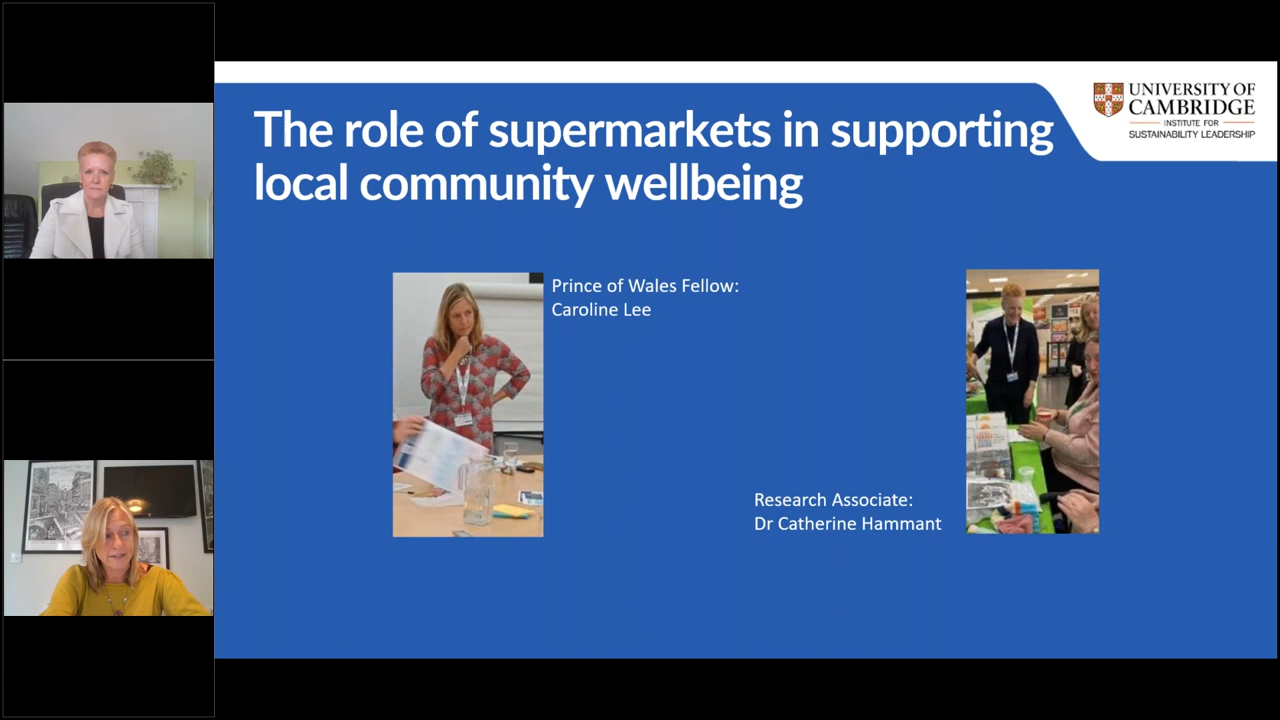 The role of supermarkets in supporting
local community wellbeing
UNIVERSITY OF
CAMBRIDGE
INSTITUTE FOR
SUSTAINABILITY LEADERSHIP
Prince of Wales Fellow:
Caroline Lee
Research Associate:
Dr Catherine Hammant